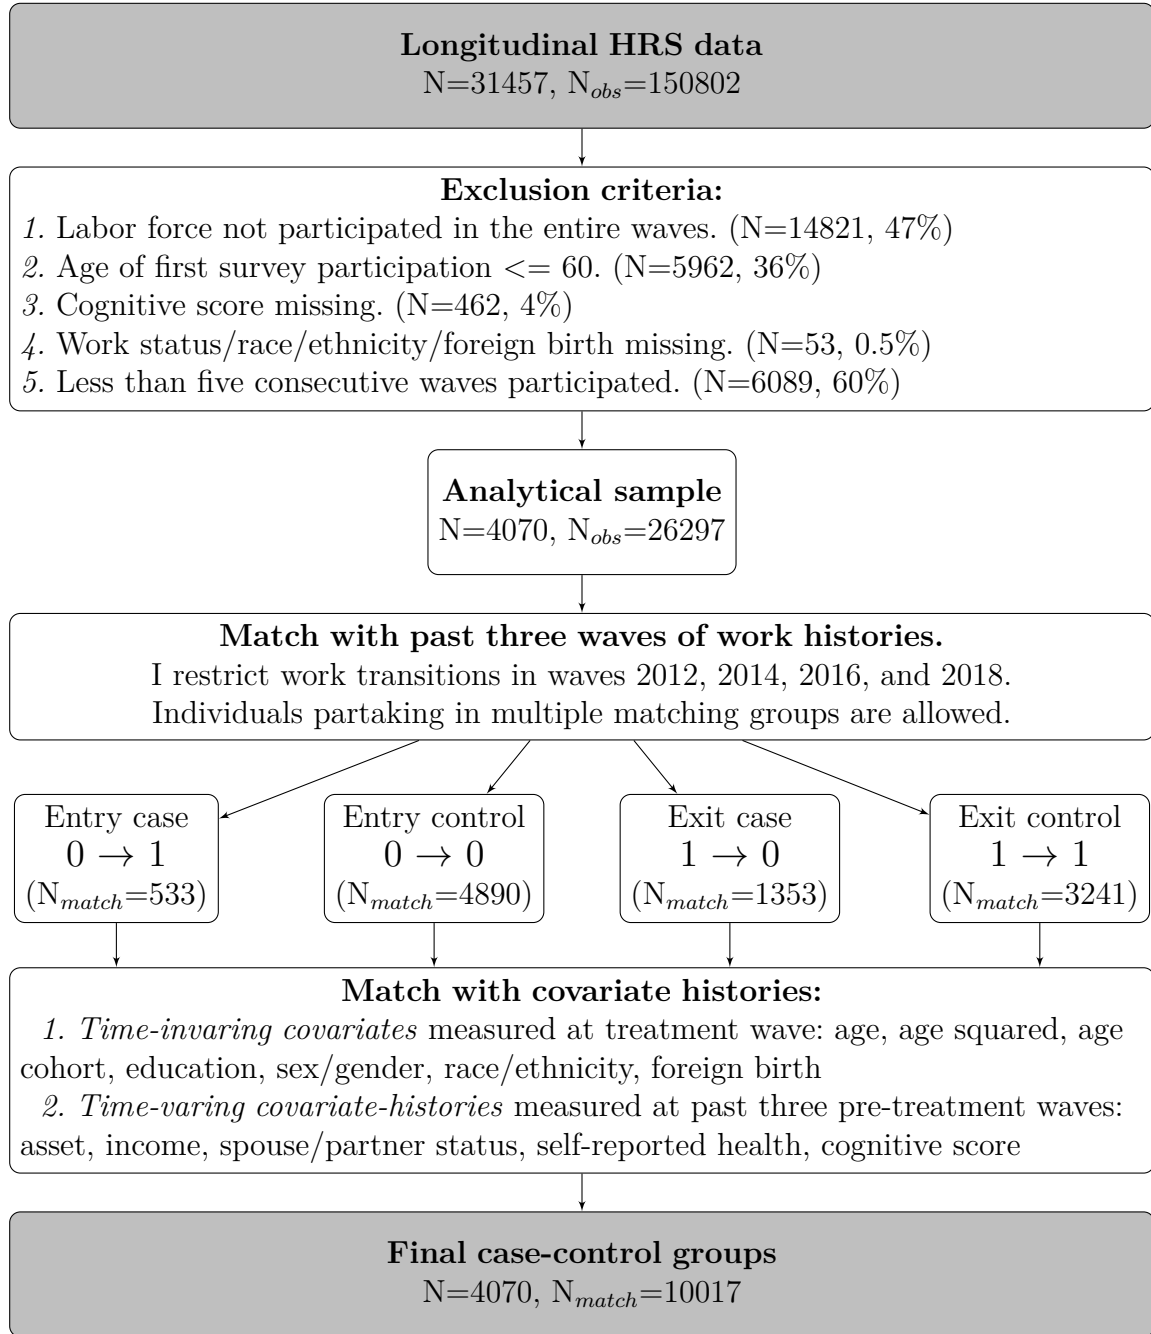 Longitudinal HRS data
N=31457, N_obs=150802
Exclusion criteria:
1. Labor force not participated in the entire waves. (N=14821, 47%)
2. Age of first survey participation <= 60. (N=5962, 36%)
3. Cognitive score missing. (N=462, 4%)
4. Work status/race/ethnicity/foreign birth missing. (N=53, 0.5%)
5. Less than five consecutive waves participated. (N=6089, 60%)
Analytical sample
N=4070, N_obs=26297
Match with past three waves of work histories.
I restrict work transitions in waves 2012, 2014, 2016, and 2018.
Individuals partaking in multiple matching groups are allowed.
Entry case
0 → 1
(N_match=533)
Entry control
0 → 0
(N_match=4890)
Exit case
1 → 0
(N_match=1353)
Exit control
1 → 1
(N_match=3241)
Match with covariate histories:
1. Time-invaring covariates measured at treatment wave: age, age squared, age
cohort, education, sex/gender, race/ethnicity, foreign birth
2. Time-varing covariate-histories measured at past three pre-treatment waves:
asset, income, spouse/partner status, self-reported health, cognitive score
Final case-control groups
N=4070, N_match=10017